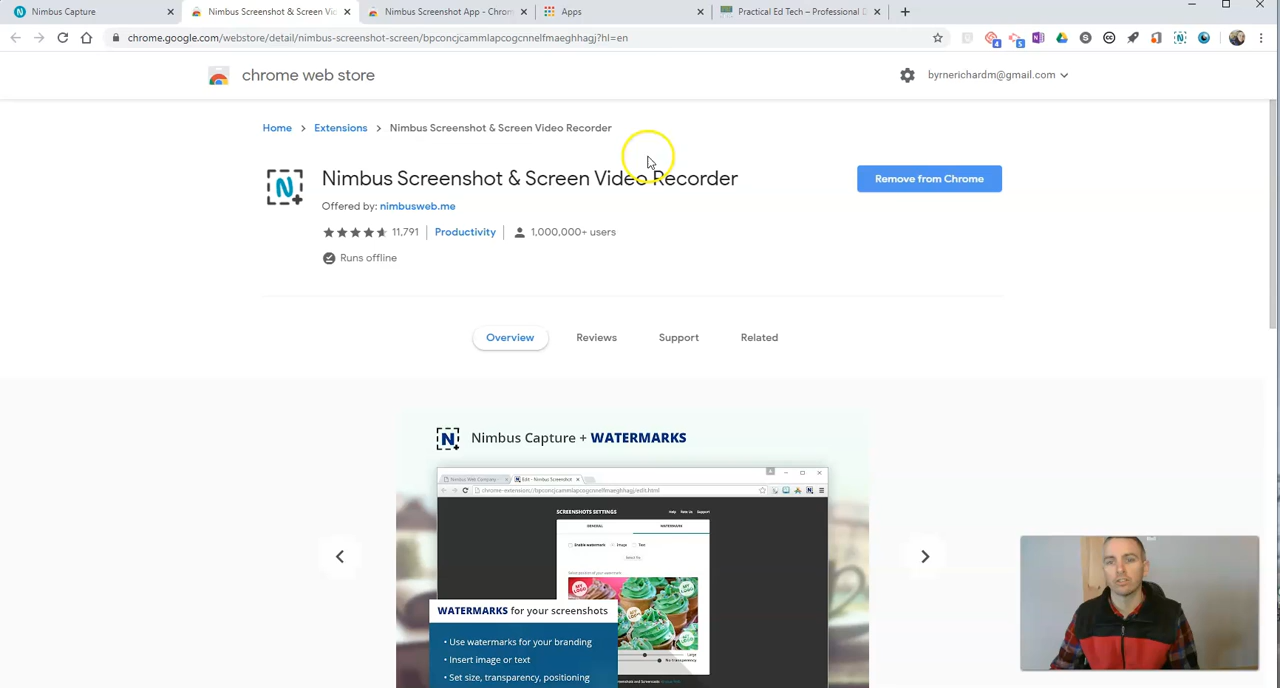 Nimbus Capture
Nimbus Screenshot & Screen Vid
Nimbus Screenshot App - Chrom
Apps
Practical Ed Tech – Professional D
chrome.google.com/webstore/detail/nimbus-screenshot-screen/bpconcjcammlapcogcnnelfmaeghhagj?hl=en
chrome web store
byrnerichardm@gmail.com
Home > Extensions > Nimbus Screenshot & Screen Video Recorder
Nimbus Screenshot & Screen Video Recorder
Remove from Chrome
Offered by: nimbusweb.me
11,791 | Productivity | 1,000,000+ users
Runs offline
Overview
Reviews
Support
Related
Nimbus Capture + WATERMARKS
SCREENSHOTS SETTINGS
GENERAL
WATERMARK
WATERMARKS for your screenshots
• Use watermarks for your branding
• Insert image or text
• Set size, transparency, positioning